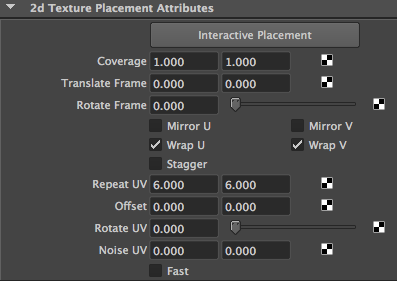 2d Texture Placement Attributes
Interactive Placement
Coverage 1.000 1.000
Translate Frame 0.000 0.000
Rotate Frame 0.000
Mirror U Mirror V
Wrap U Wrap V
Stagger
Repeat UV 6.000 6.000
Offset 0.000 0.000
Rotate UV 0.000
Noise UV 0.000 0.000
Fast